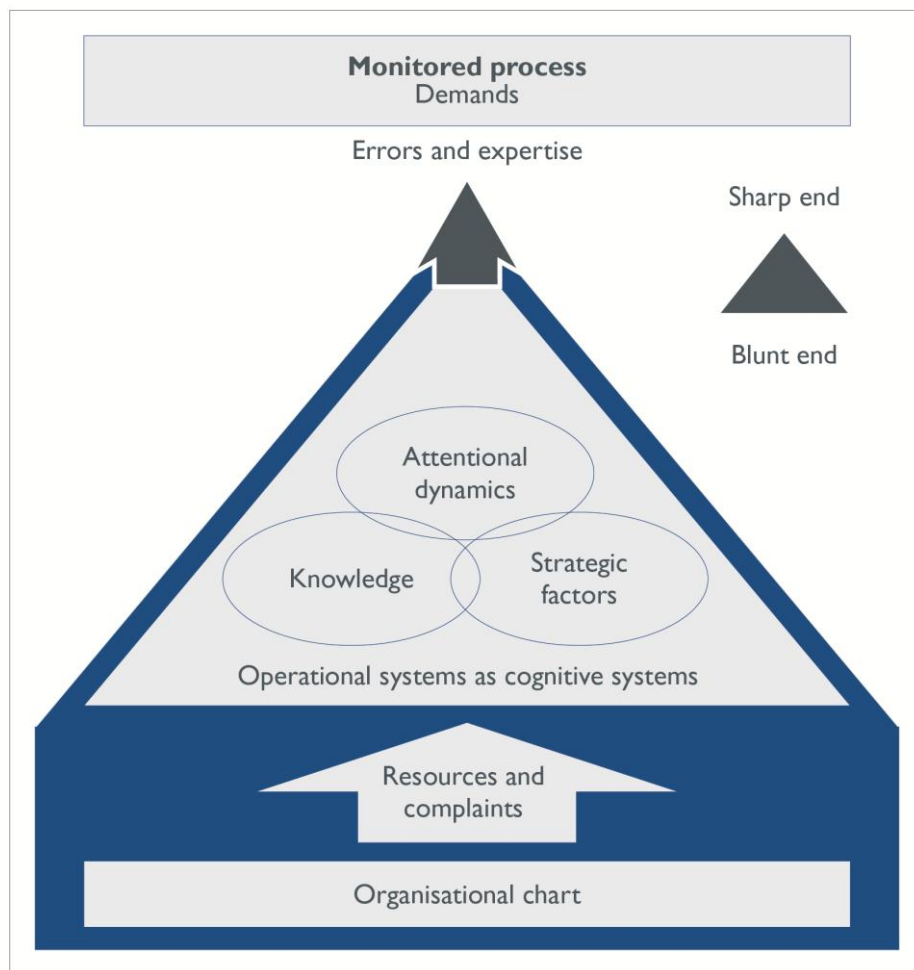 Monitored process
Demands
Errors and expertise
Sharp end
Blunt end
Attentional
dynamics
Knowledge
Strategic
factors
Operational systems as cognitive systems
Resources and
complaints
Organisational chart